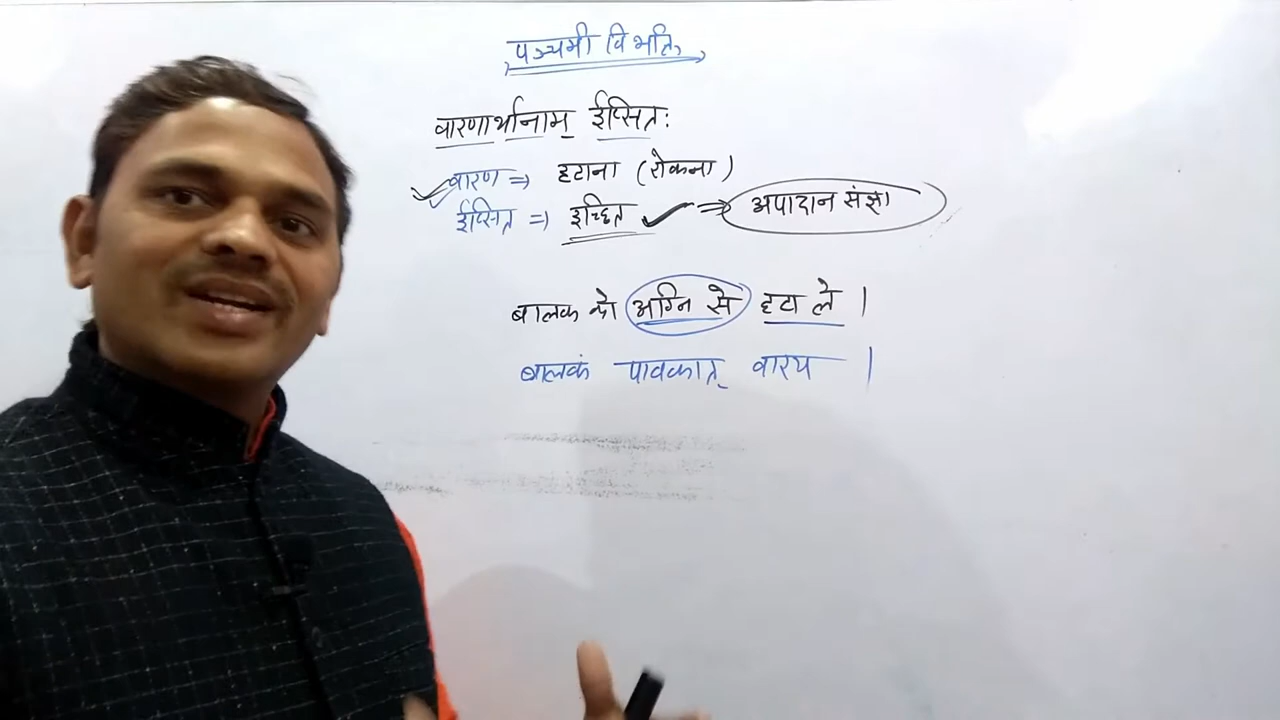 पञ्चमी विभक्ति
वारणार्थानाम् ईप्सितः
वारण => हटाना (रोकना)
ईप्सित => इच्छित => अपादान संज्ञा
बालक को अग्नि से हटा ले ।
बालकं पावकात् वारय ।